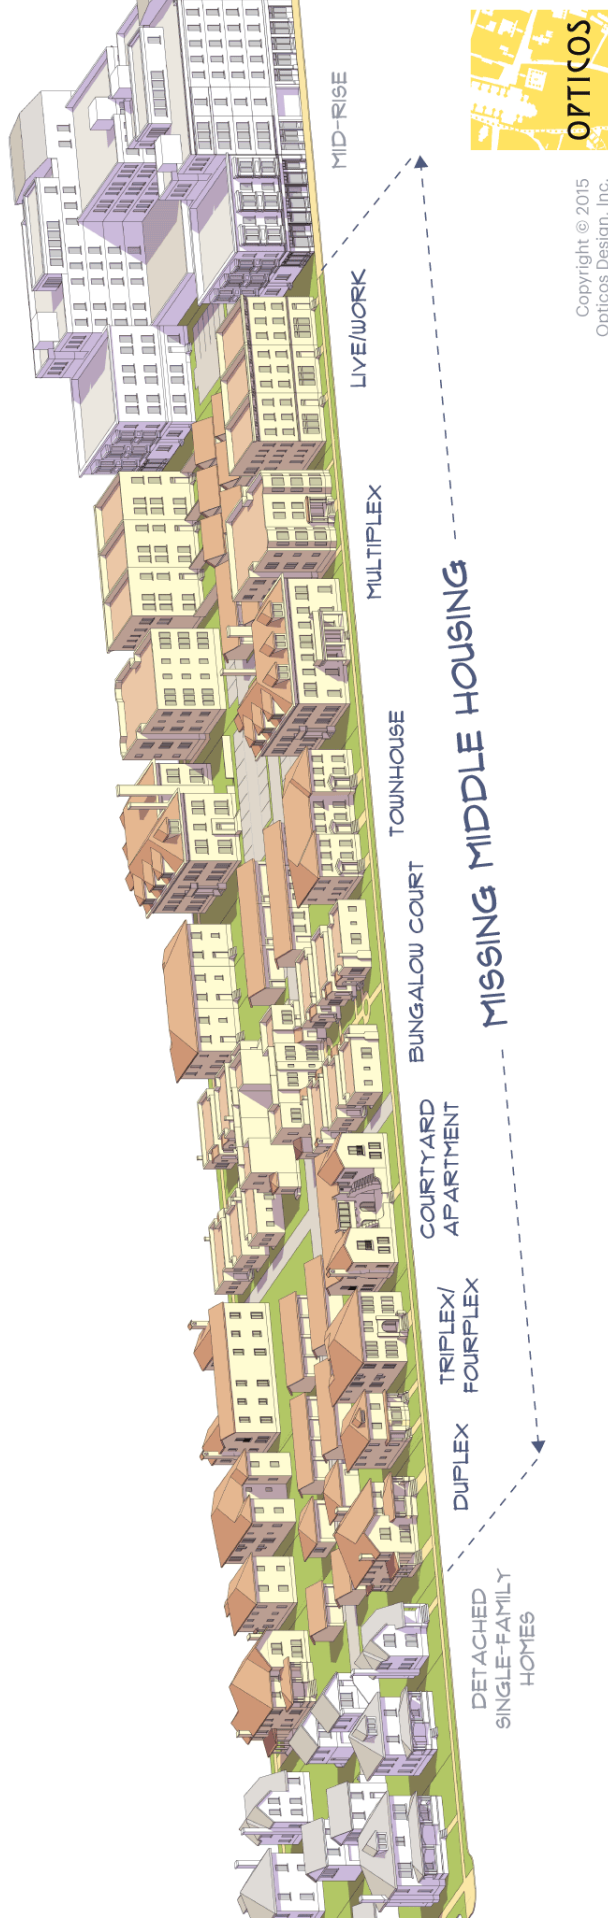 DETACHED
SINGLE-FAMILY
HOMES
DUPLEX
TRIPLEX/
FOURPLEX
COURTYARD
APARTMENT
BUNGALOW COURT
TOWNHOUSE
MULTIPLEX
LIVE/WORK
MID-RISE
MISSING MIDDLE HOUSING
OPTICOS
Copyright © 2015
Opticos Design, Inc.